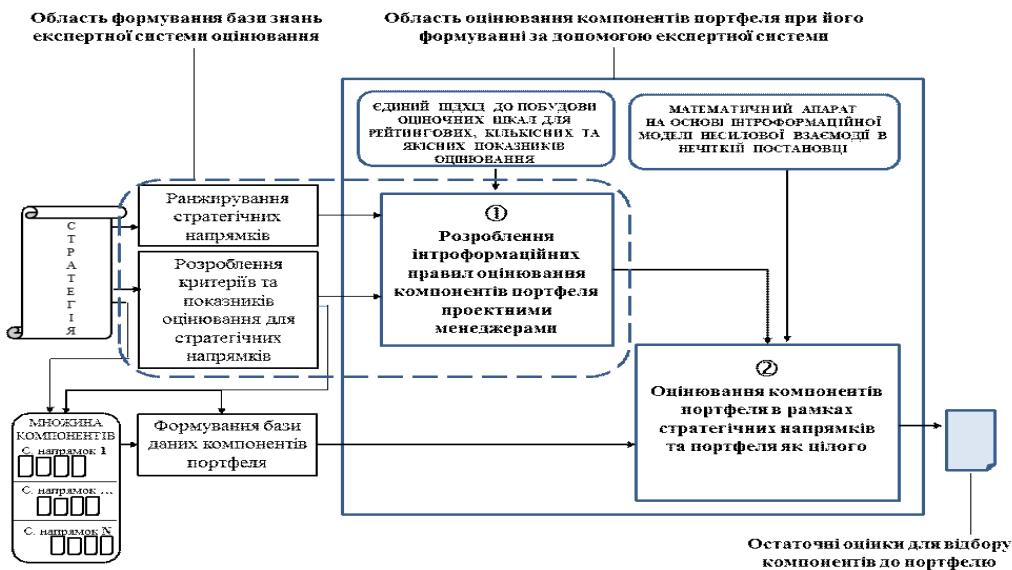 Область формування бази знань
експертної системи оцінювання
Область оцінювання компонентів портфеля при його
формуванні за допомогою експертної системи
ЄДИНИЙ ПІДХІД ДО ПОБУДОВИ
ОЦІНОЧНИХ ШКАЛ ДЛЯ
РЕЙТИНГОВИХ, КІЛЬКІСНИХ ТА
ЯКІСНИХ ПОКАЗНИКІВ
ОЦІНЮВАННЯ
МАТЕМАТИЧНИЙ АПАРАТ
НА ОСНОВІ ІНТРОФОРМАЦІЙНОЇ
МОДЕЛІ НЕСИЛОВОЇ ВЗАЄМОДІЇ В
НЕЧІТКІЙ ПОСТАНОВЦІ
СТРАТЕГІЯ
Ранжирування
стратегічних
напрямків
Розроблення
критеріїв та
показників
оцінювання для
стратегічних
напрямків
①
Розроблення
інтроформаційних
правил оцінювання
компонентів портфеля
проектними
менеджерами
②
Оцінювання компонентів
портфеля в рамках
стратегічних напрямків
та портфеля як цілого
МНОЖИНА
КОМПОНЕНТІВ
С. напрямок 1
С. напрямок ...
С. напрямок N
Формування бази
даних компонентів
портфеля
Остаточні оцінки для відбору
компонентів до портфелю